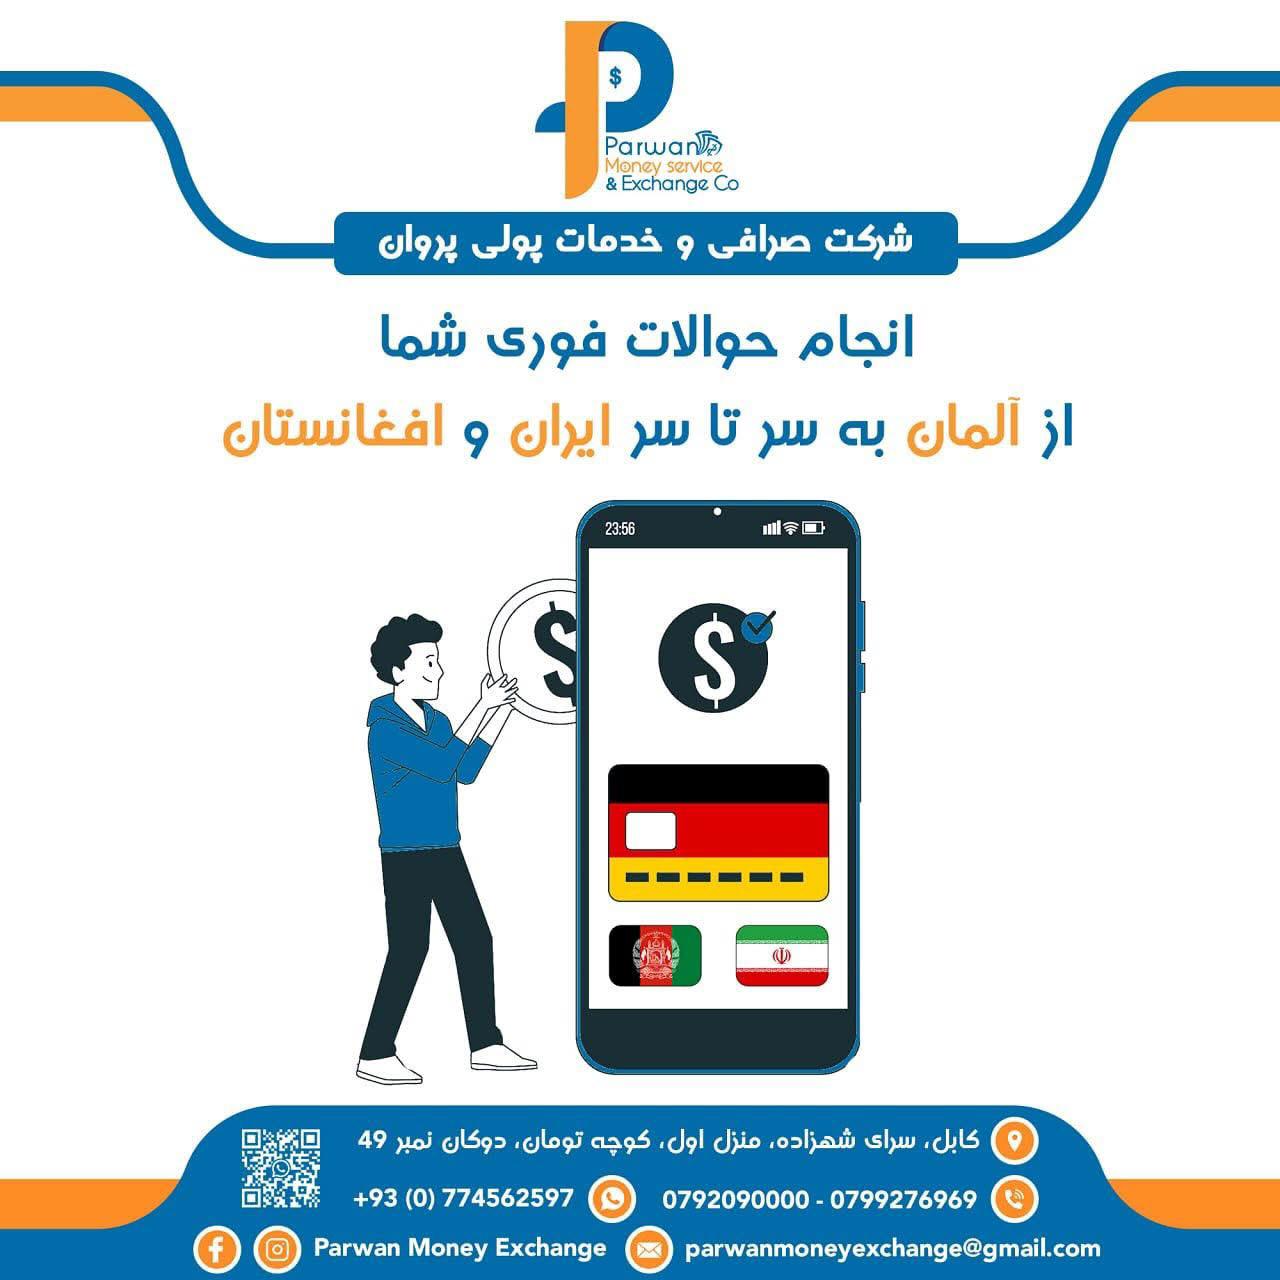 $
Parwan
Money service
& Exchange Co
شرکت صرافی و خدمات پولی پروان
انجام حوالات فوری شما
از آلمان به سر تا سر ایران و افغانستان
23:56
$
$
کابل، سرای شهزاده، منزل اول، کوچه تومان، دوکان نمبر 49
+93 (0) 774562597
0792090000 - 0799276969
Parwan Money Exchange
parwanmoneyexchange@gmail.com